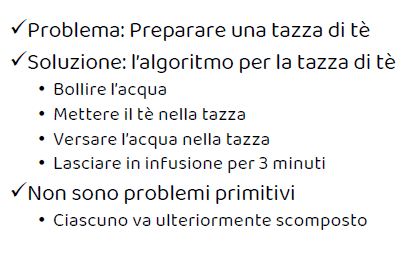 ✓Problema: Preparare una tazza di tè
✓Soluzione: l'algoritmo per la tazza di tè
• Bollire l'acqua
• Mettere il tè nella tazza
• Versare l'acqua nella tazza
• Lasciare in infusione per 3 minuti
✓Non sono problemi primitivi
• Ciascuno va ulteriormente scomposto